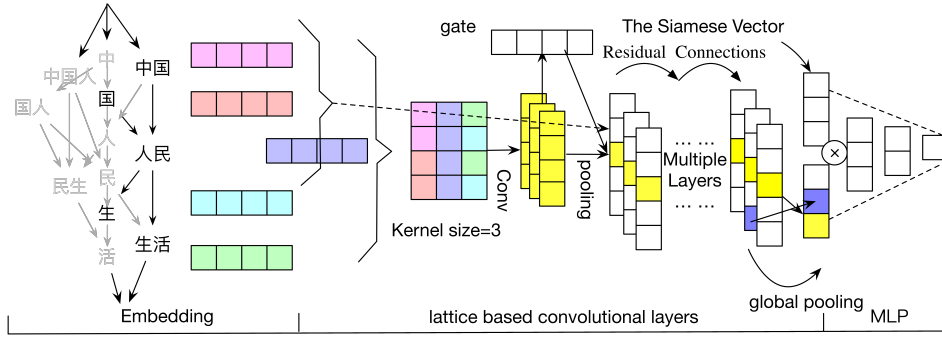 gate
The Siamese Vector
Residual Connections
中
中国人
中国
国人
国
人
人民
民
民生
生
生活
活
Conv
pooling
... ...
Multiple
Layers
... ...
×
Kernel size=3
global pooling
Embedding
lattice based convolutional layers
MLP